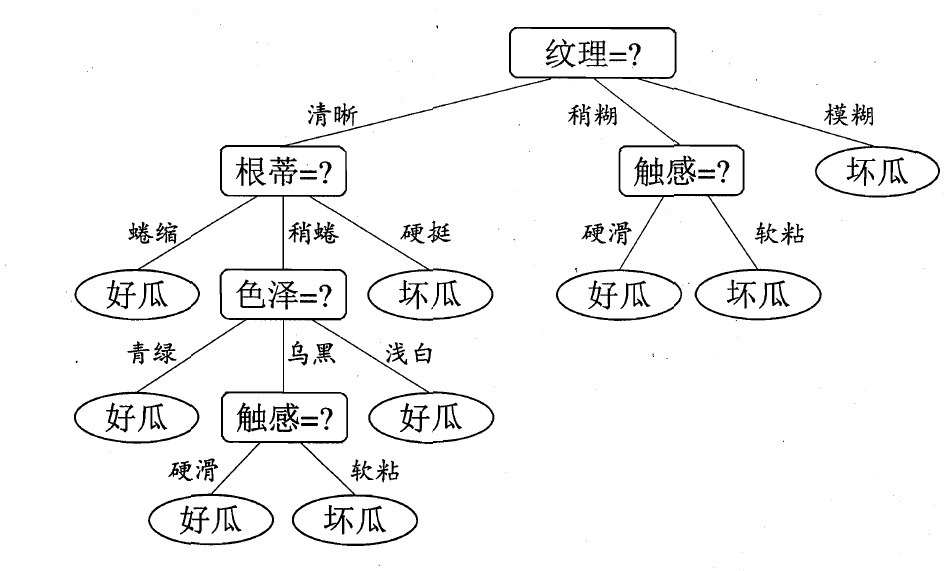 纹理=?
清晰
稍糊
模糊
根蒂=?
触感=?
坏瓜
蜷缩
稍蜷
硬挺
硬滑
软粘
好瓜
色泽=?
坏瓜
好瓜
坏瓜
青绿
乌黑
浅白
好瓜
触感=?
好瓜
硬滑
软粘
好瓜
坏瓜